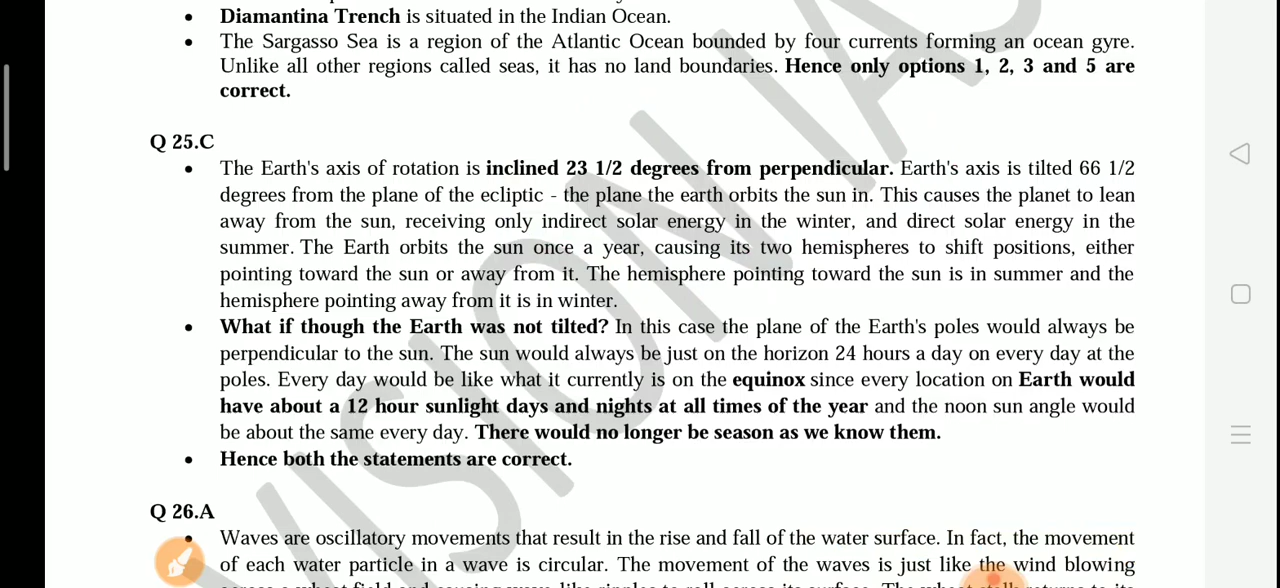 • Diamantina Trench is situated in the Indian Ocean.
• The Sargasso Sea is a region of the Atlantic Ocean bounded by four currents forming an ocean gyre.
Unlike all other regions called seas, it has no land boundaries. Hence only options 1, 2, 3 and 5 are
correct.
Q 25.C
• The Earth's axis of rotation is inclined 23 1/2 degrees from perpendicular. Earth's axis is tilted 66 1/2
degrees from the plane of the ecliptic - the plane the earth orbits the sun in. This causes the planet to lean
away from the sun, receiving only indirect solar energy in the winter, and direct solar energy in the
summer. The Earth orbits the sun once a year, causing its two hemispheres to shift positions, either
pointing toward the sun or away from it. The hemisphere pointing toward the sun is in summer and the
hemisphere pointing away from it is in winter.
• What if though the Earth was not tilted? In this case the plane of the Earth's poles would always be
perpendicular to the sun. The sun would always be just on the horizon 24 hours a day on every day at the
poles. Every day would be like what it currently is on the equinox since every location on Earth would
have about a 12 hour sunlight days and nights at all times of the year and the noon sun angle would
be about the same every day. There would no longer be season as we know them.
• Hence both the statements are correct.
Q 26.A
• Waves are oscillatory movements that result in the rise and fall of the water surface. In fact, the movement
of each water particle in a wave is circular. The movement of the waves is just like the wind blowing
VISION IAS